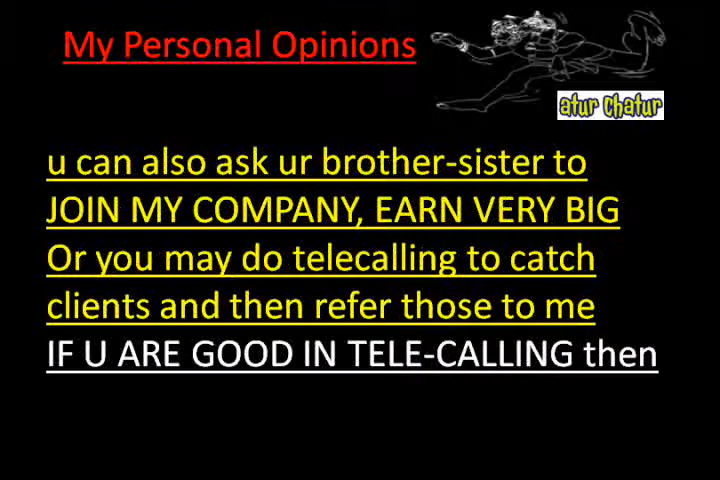 My Personal Opinions
atur chatur
u can also ask ur brother-sister to
JOIN MY COMPANY, EARN VERY BIG
Or you may do telecalling to catch
clients and then refer those to me
IF U ARE GOOD IN TELE-CALLING then